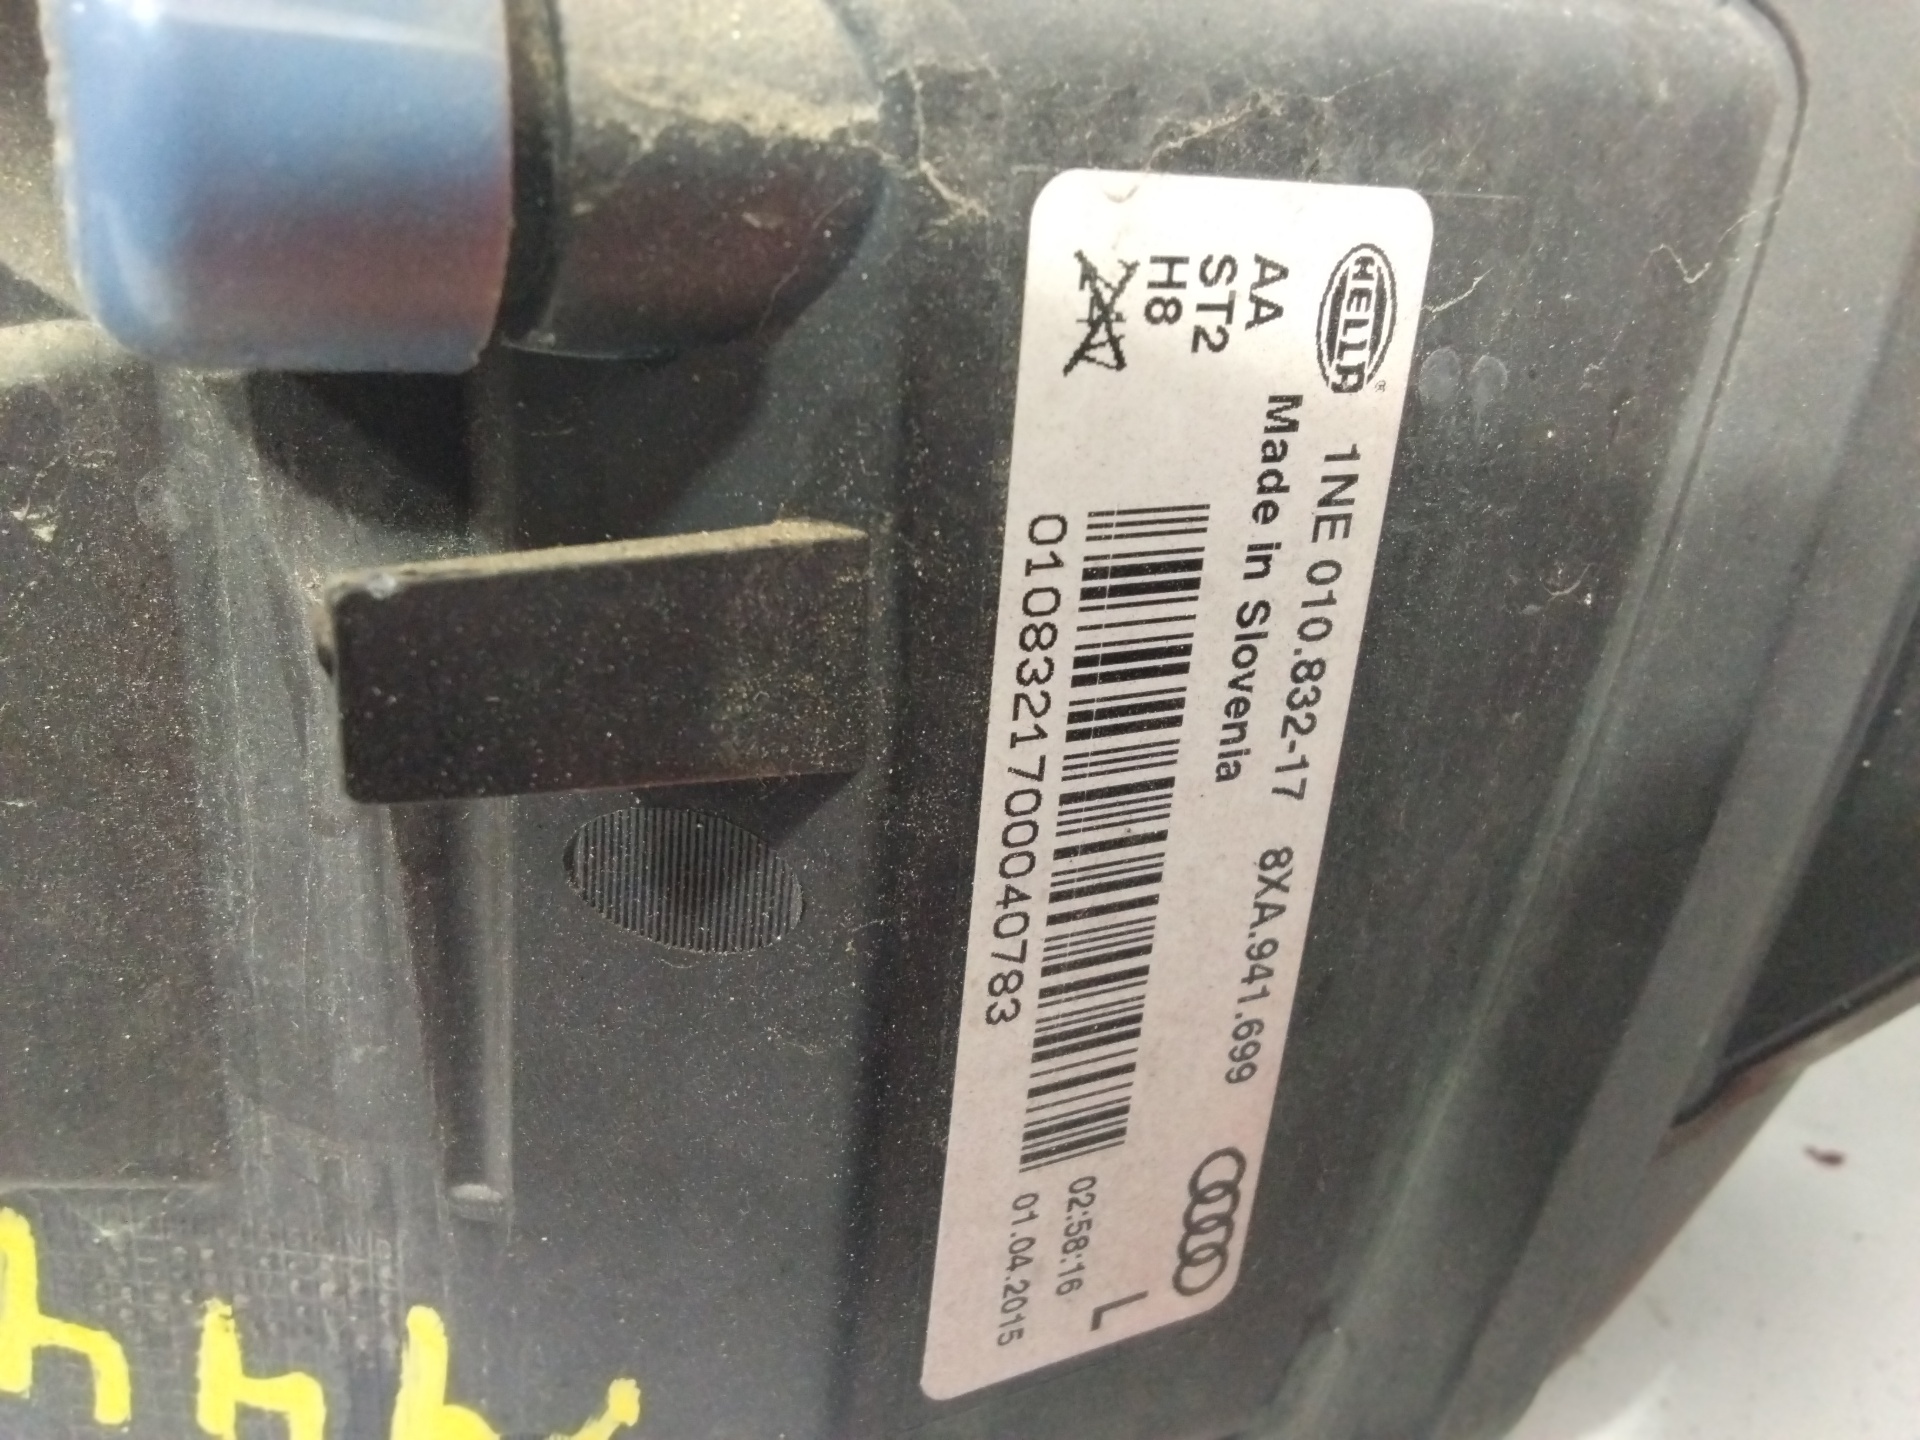 HELLA 1NE 010.832-17 8XA.941.699
AA Made in Slovenia
ST2
H8
L
02:58:16
01083217000040783 01.04.2015